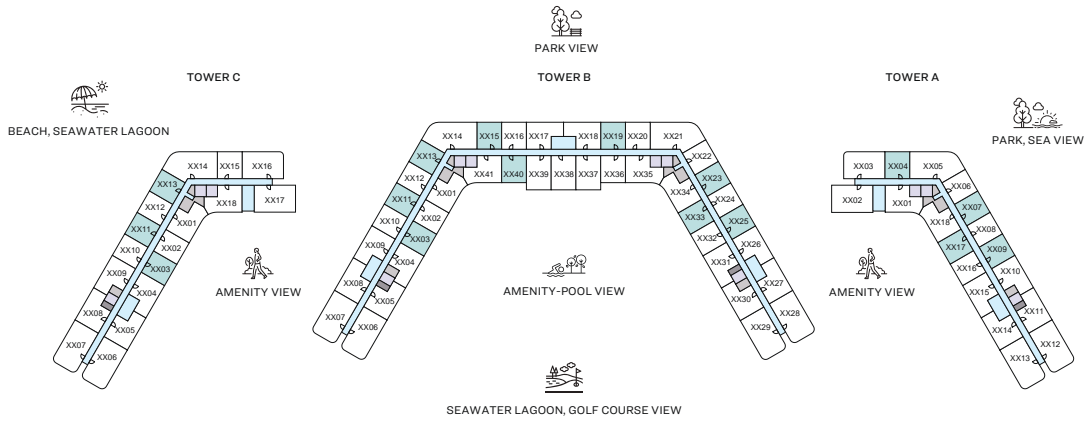 PARK VIEW
TOWER C
TOWER B
TOWER A
BEACH, SEAWATER LAGOON
PARK, SEA VIEW
XX14 XX15 XX16
XX13
XX12
XX11
XX10
XX09
XX08
XX07
XX06
XX05
XX04
XX03
XX02
XX01
XX18
XX17
AMENITY VIEW
XX14 XX15 XX16 XX17 XX18 XX19 XX20 XX21
XX13
XX12
XX11
XX10
XX09
XX08
XX07
XX06
XX05
XX04
XX03
XX02
XX01
XX41 XX40 XX39 XX38 XX37 XX36 XX35
XX22
XX23
XX24
XX25
XX26
XX27
XX28
XX29
XX30
XX31
XX32
XX33
XX34
AMENITY-POOL VIEW
AMENITY VIEW
XX03 XX04 XX05
XX02 XX01
XX06
XX07
XX08
XX09
XX10
XX11
XX12
XX13
XX14
XX15
XX16
XX17
XX18
SEAWATER LAGOON, GOLF COURSE VIEW